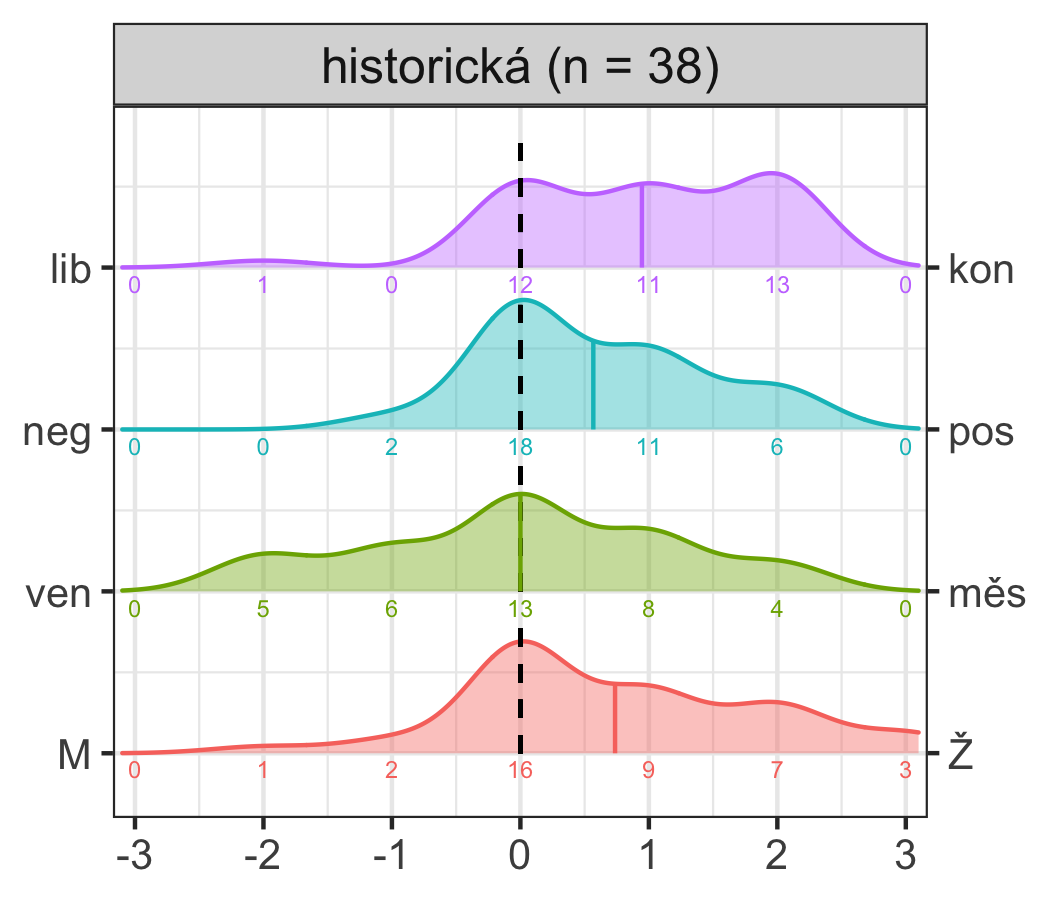 historická (n = 38)
lib kon
0 1 0 12 11 13 0
neg pos
0 0 2 18 11 6 0
ven měs
0 5 6 13 8 4 0
M Ž
0 1 2 16 9 7 3
-3 -2 -1 0 1 2 3